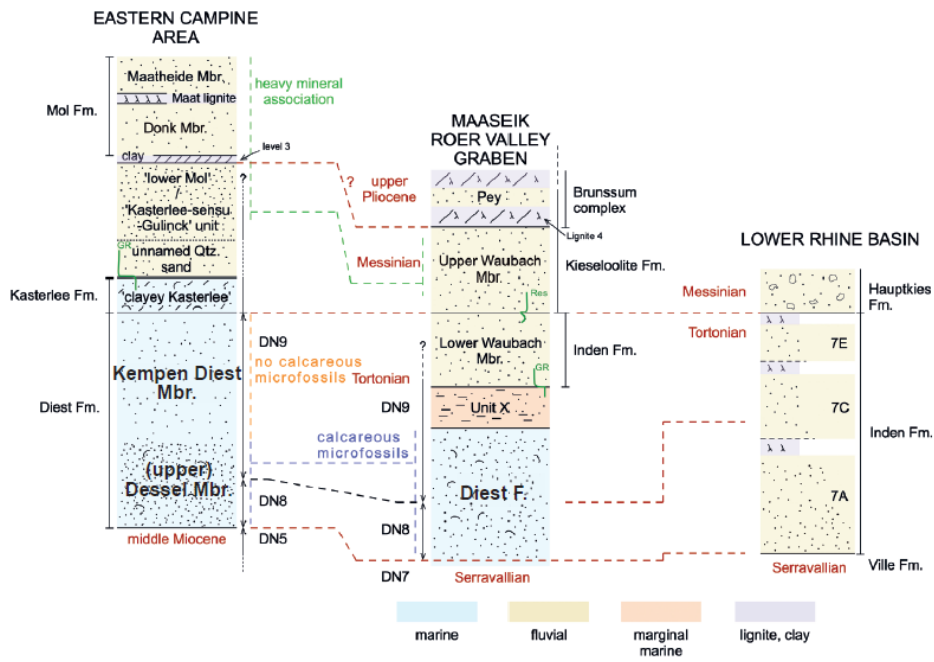 EASTERN CAMPINE
AREA
Mol Fm.
Maatheide Mbr.
Maat lignite
Donk Mbr.
clay
level 3
heavy mineral
association
?
'lower Mol'
/
'Kasterlee-sensu
-Gulinck' unit
GR
unnamed Qtz.
sand
Kasterlee Fm.
'clayey Kasterlee'
Diest Fm.
Kempen Diest
Mbr.
(upper)
Dessel Mbr.
middle Miocene
DN9
no calcareous
microfossils
calcareous
microfossils
DN8
DN5
MAASEIK
ROER VALLEY
GRABEN
?
upper
Pliocene
Messinian
Tortonian
?
DN9
DN8
DN7
Pey
Brunssum
complex
Lignite 4
Upper Waubach
Mbr.
Kieseloolite Fm.
Res
Lower Waubach
Mbr.
Inden Fm.
GR
Unit X
Diest F.
Serravallian
LOWER RHINE BASIN
Messinian
Hauptkies
Fm.
Tortonian
7E
7C
Inden Fm.
7A
Serravallian
Ville Fm.
marine
fluvial
marginal
marine
lignite, clay